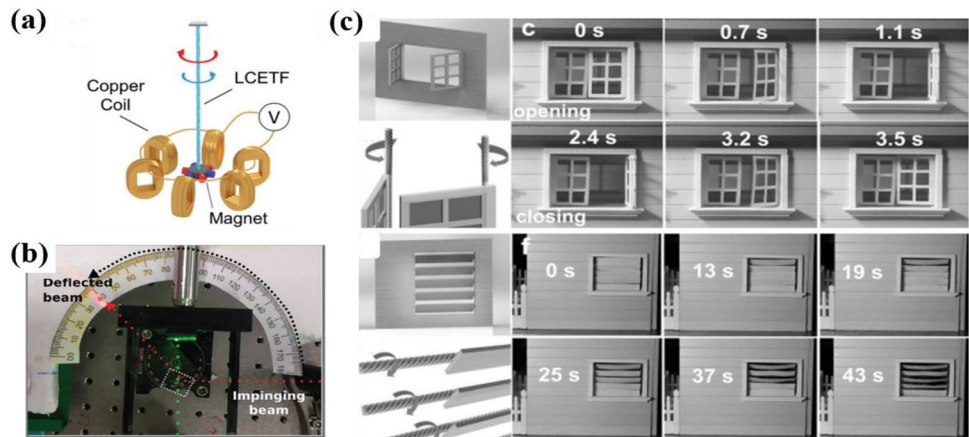 (a)
Copper
Coil
LCETF
V
Magnet
(b)
Deflected
beam
Impinging
beam
(c)
c
0 s
0.7 s
1.1 s
opening
2.4 s
3.2 s
3.5 s
closing
f
0 s
13 s
19 s
25 s
37 s
43 s